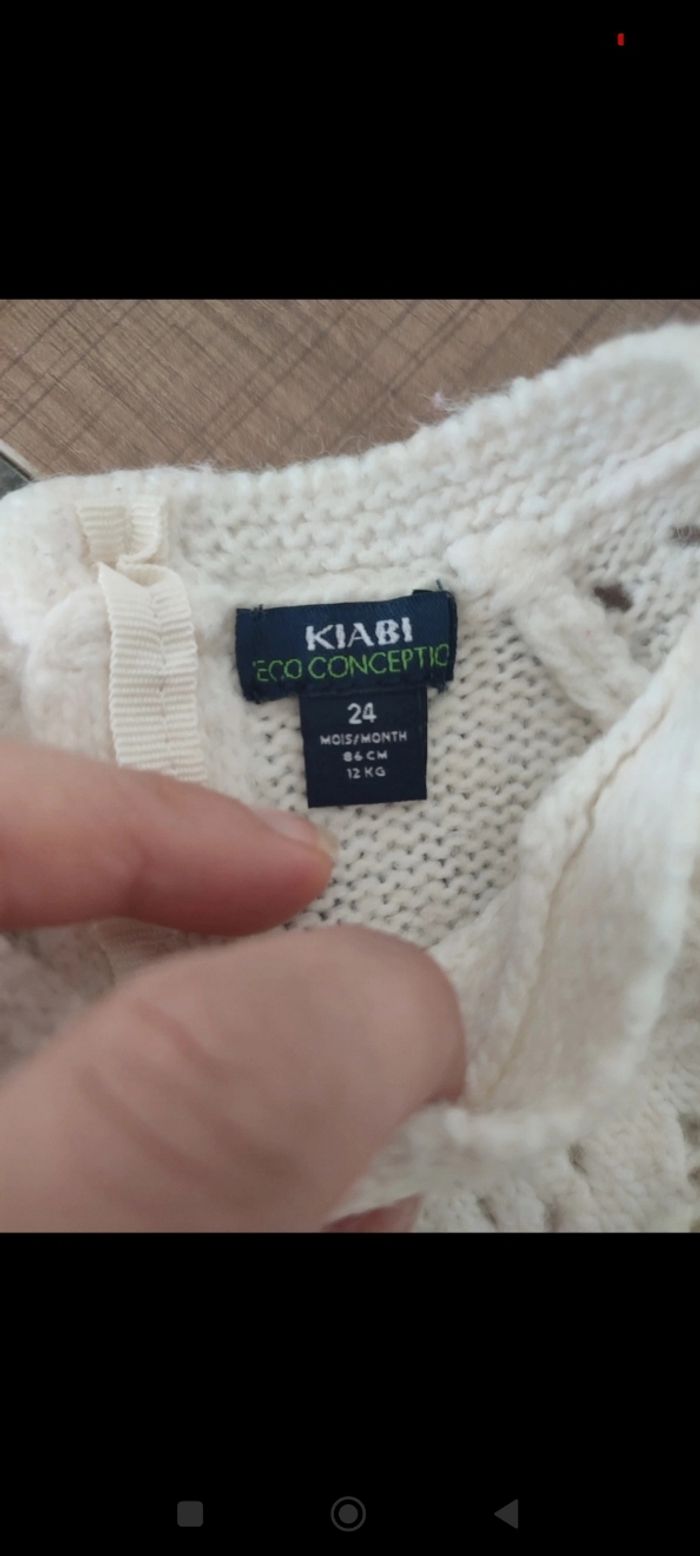 KIABI
ECO CONCEPTIO
24
MOIS/MONTH
86 CM
12 KG